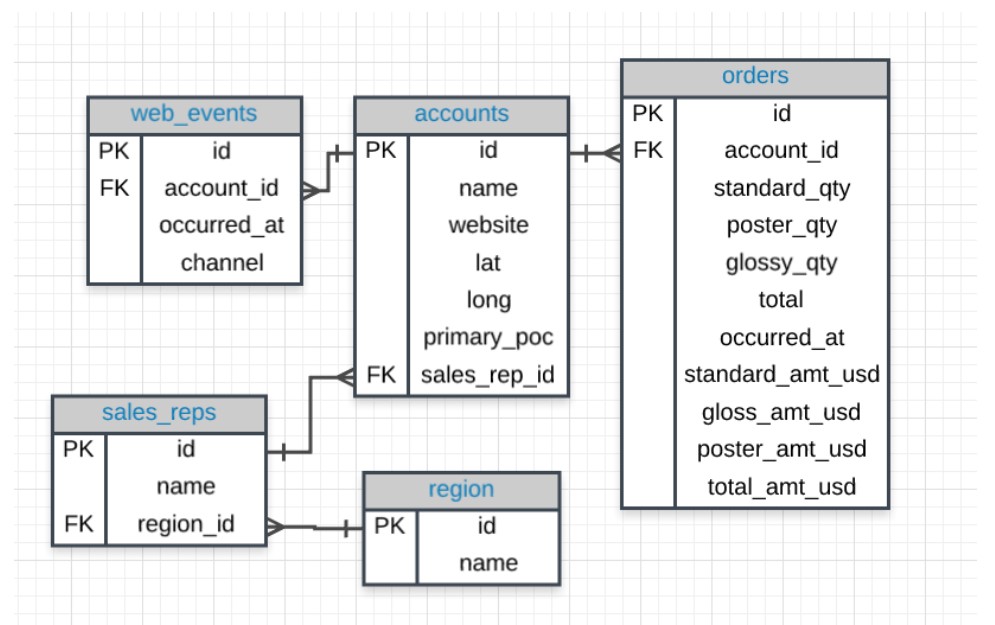 web_events
PK id
FK account_id
occurred_at
channel
accounts
PK id
name
website
lat
long
primary_poc
FK sales_rep_id
orders
PK id
FK account_id
standard_qty
poster_qty
glossy_qty
total
occurred_at
standard_amt_usd
gloss_amt_usd
poster_amt_usd
total_amt_usd
sales_reps
PK id
name
FK region_id
region
PK id
name